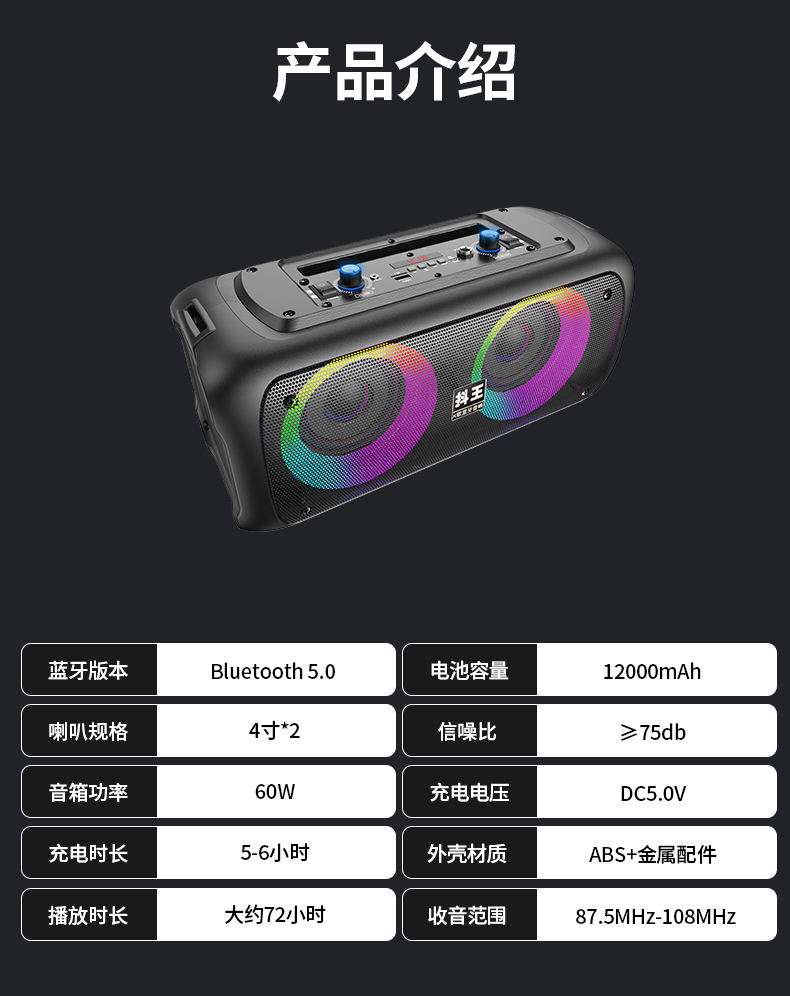 产品介绍
抖王
蓝牙版本 Bluetooth 5.0 电池容量 12000mAh
喇叭规格 4寸*2 信噪比 ≥75db
音箱功率 60W 充电电压 DC5.0V
充电时长 5-6小时 外壳材质 ABS+金属配件
播放时长 大约72小时 收音范围 87.5MHz-108MHz